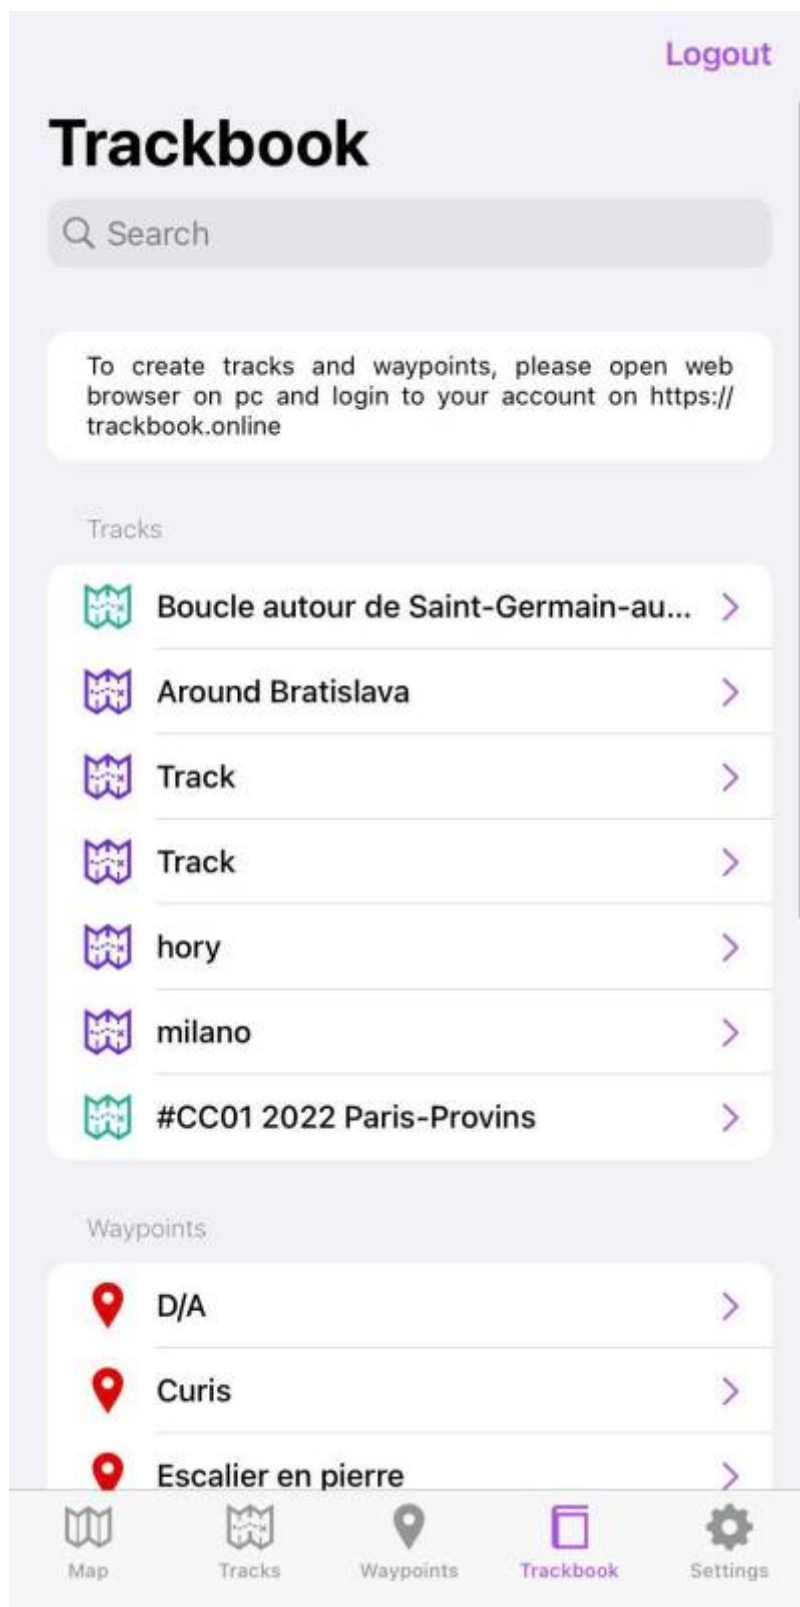 Logout
Trackbook
Search
To create tracks and waypoints, please open web
browser on pc and login to your account on https://
trackbook.online
Tracks
Boucle autour de Saint-Germain-au...
Around Bratislava
Track
Track
hory
milano
#CC01 2022 Paris-Provins
Waypoints
D/A
Curis
Escalier en pierre
Map
Tracks
Waypoints
Trackbook
Settings